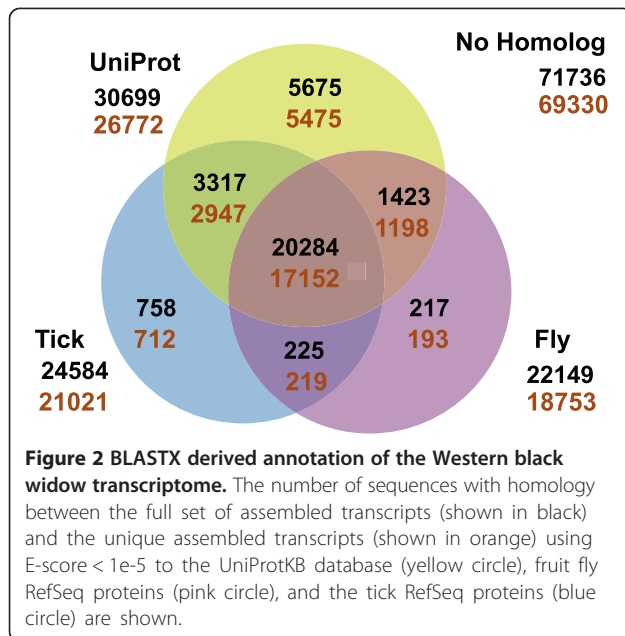 No Homolog
71736
69330
UniProt
30699
26772
5675
5475
3317
2947
1423
1198
20284
17152
758
712
217
193
225
219
Tick
24584
21021
Fly
22149
18753
Figure 2 BLASTX derived annotation of the Western black
widow transcriptome. The number of sequences with homology
between the full set of assembled transcripts (shown in black)
and the unique assembled transcripts (shown in orange) using
E-score < 1e-5 to the UniProtKB database (yellow circle), fruit fly
RefSeq proteins (pink circle), and the tick RefSeq proteins (blue
circle) are shown.